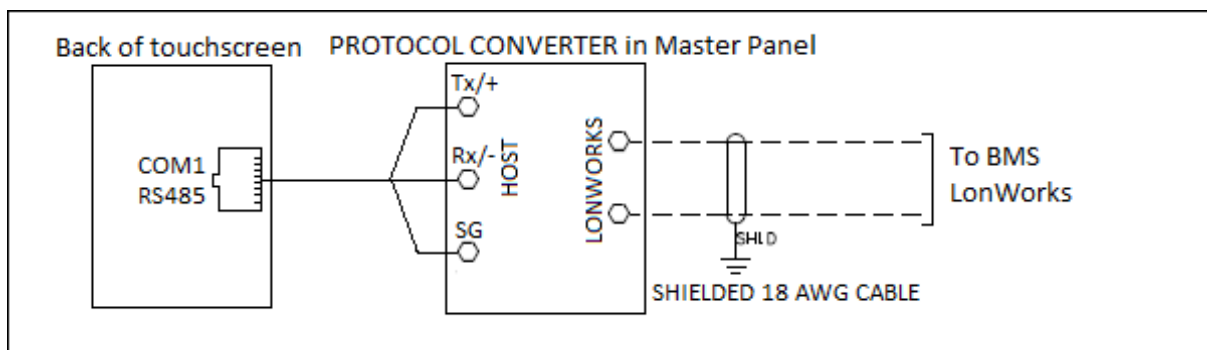 Back of touchscreen
PROTOCOL CONVERTER in Master Panel
Tx/+
Rx/-
SG
HOST
COM1
RS485
LONWORKS
To BMS
LonWorks
SHLD
SHIELDED 18 AWG CABLE